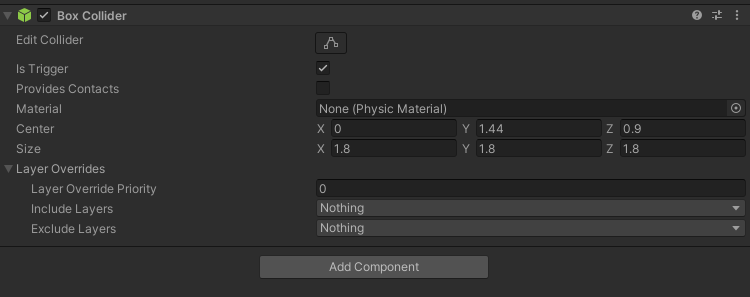 Box Collider
Edit Collider
Is Trigger
Provides Contacts
Material None (Physic Material)
Center X 0 Y 1.44 Z 0.9
Size X 1.8 Y 1.8 Z 1.8
Layer Overrides
Layer Override Priority 0
Include Layers Nothing
Exclude Layers Nothing
Add Component